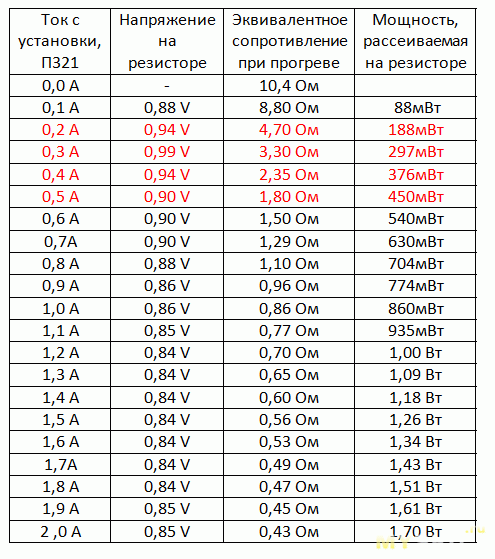 Ток с установки, П321 | Напряжение на резисторе | Эквивалентное сопротивление при прогреве | Мощность, рассеиваемая на резисторе
0,0 А | - | 10,4 Ом |
0,1 А | 0,88 V | 8,80 Ом | 88мВт
0,2 А | 0,94 V | 4,70 Ом | 188мВт
0,3 А | 0,99 V | 3,30 Ом | 297мВт
0,4 А | 0,94 V | 2,35 Ом | 376мВт
0,5 А | 0,90 V | 1,80 Ом | 450мВт
0,6 А | 0,90 V | 1,50 Ом | 540мВт
0,7А | 0,90 V | 1,29 Ом | 630мВт
0,8 А | 0,88 V | 1,10 Ом | 704мВт
0,9 А | 0,86 V | 0,96 Ом | 774мВт
1,0 А | 0,86 V | 0,86 Ом | 860мВт
1,1 А | 0,85 V | 0,77 Ом | 935мВт
1,2 А | 0,84 V | 0,70 Ом | 1,00 Вт
1,3 А | 0,84 V | 0,65 Ом | 1,09 Вт
1,4 А | 0,84 V | 0,60 Ом | 1,18 Вт
1,5 А | 0,84 V | 0,56 Ом | 1,26 Вт
1,6 А | 0,84 V | 0,53 Ом | 1,34 Вт
1,7А | 0,84 V | 0,49 Ом | 1,43 Вт
1,8 А | 0,84 V | 0,47 Ом | 1,51 Вт
1,9 А | 0,85 V | 0,45 Ом | 1,61 Вт
2 ,0 А | 0,85 V | 0,43 Ом | 1,70 Вт